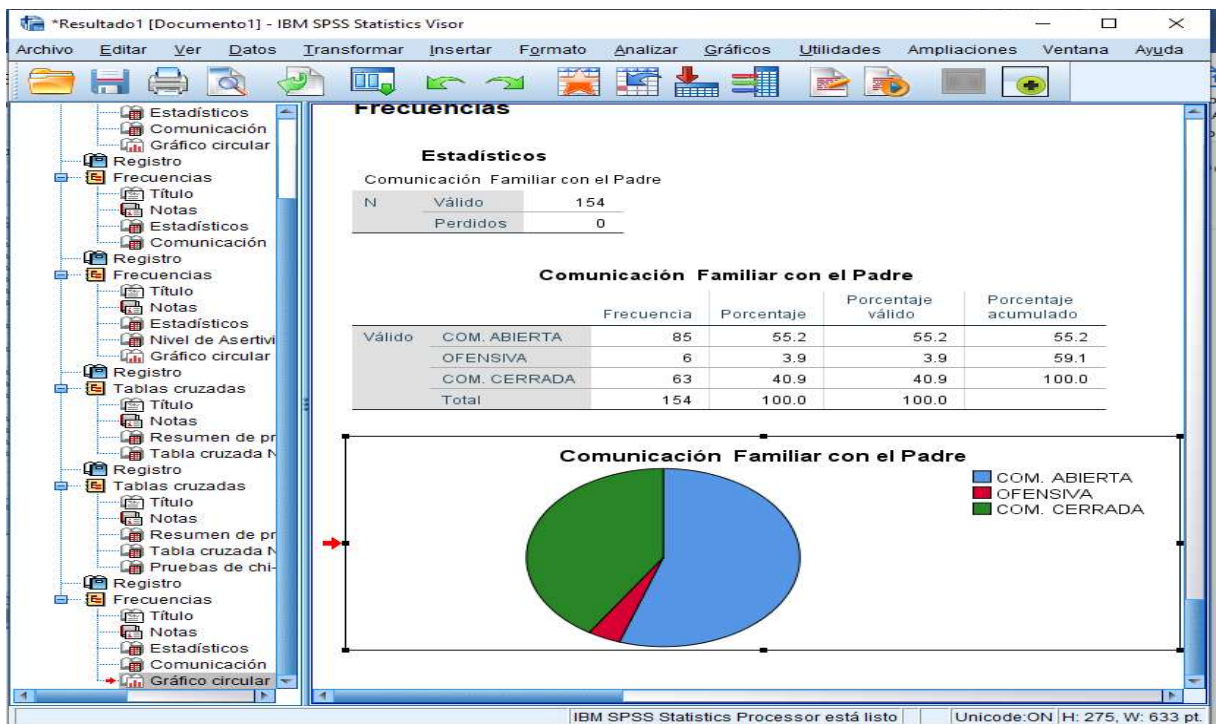 *Resultado1 [Documento1] - IBM SPSS Statistics Visor
Archivo Editar Ver Datos Transformar Insertar Formato Analizar Gráficos Utilidades Ampliaciones Ventana Ayuda
Estadísticos
Comunicación
Gráfico circular
Registro
Frecuencias
Título
Notas
Estadísticos
Comunicación
Registro
Frecuencias
Título
Notas
Estadísticos
Nivel de Asertivi
Gráfico circular
Registro
Tablas cruzadas
Título
Notas
Resumen de pr
Tabla cruzada N
Registro
Tablas cruzadas
Título
Notas
Resumen de pr
Tabla cruzada N
Pruebas de chi-
Registro
Frecuencias
Título
Notas
Estadísticos
Comunicación
Gráfico circular
Frecuencias
Estadísticos
Comunicación Familiar con el Padre
N Válido 154
Perdidos 0
Comunicación Familiar con el Padre
Frecuencia Porcentaje Porcentaje válido Porcentaje acumulado
Válido COM. ABIERTA 85 55.2 55.2 55.2
OFENSIVA 6 3.9 3.9 59.1
COM. CERRADA 63 40.9 40.9 100.0
Total 154 100.0 100.0
Comunicación Familiar con el Padre
COM. ABIERTA
OFENSIVA
COM. CERRADA
IBM SPSS Statistics Processor está listo Unicode:ON H: 275, W: 633 pt.